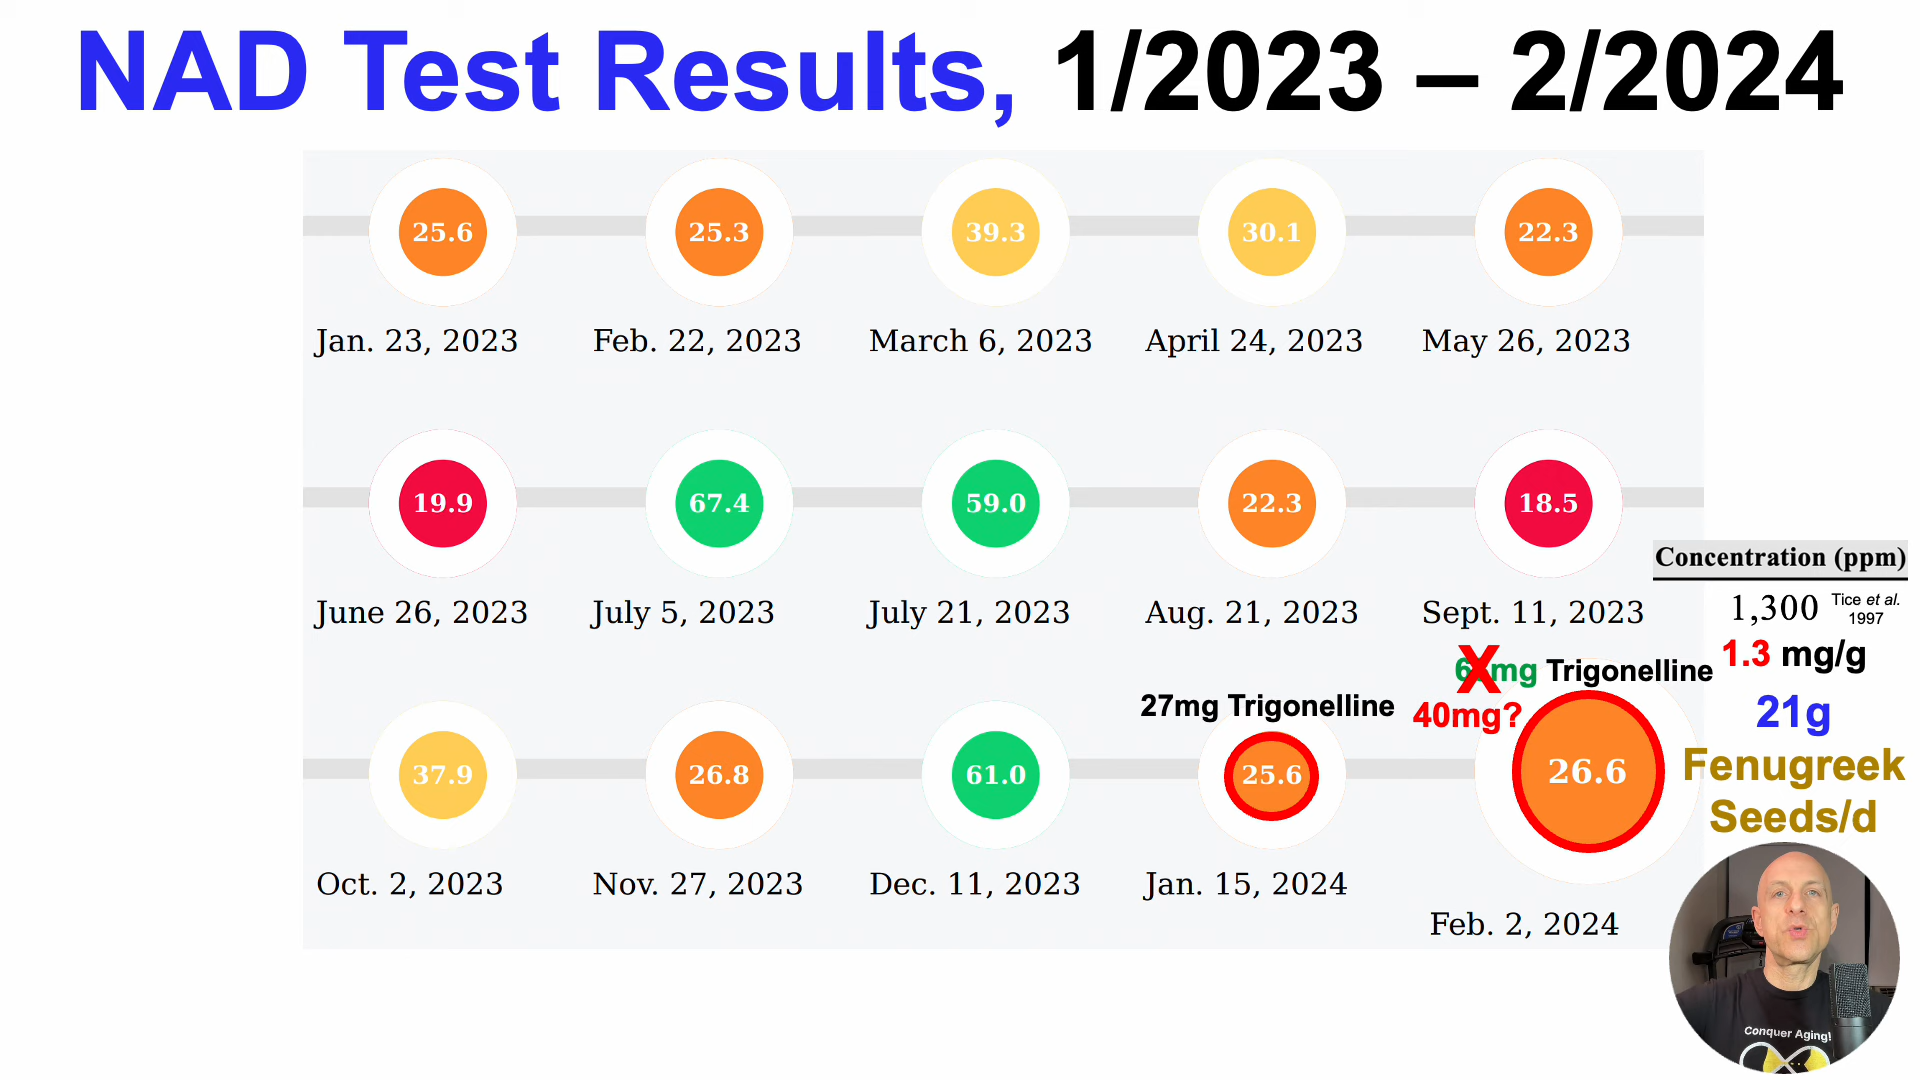 NAD Test Results, 1/2023 – 2/2024
25.6 25.3 39.3 30.1 22.3
Jan. 23, 2023 Feb. 22, 2023 March 6, 2023 April 24, 2023 May 26, 2023
19.9 67.4 59.0 22.3 18.5
June 26, 2023 July 5, 2023 July 21, 2023 Aug. 21, 2023 Sept. 11, 2023
Concentration (ppm)
1,300 Tice et al.
1997
1.3 mg/g
mg Trigonelline
27mg Trigonelline
40mg?
21g
Fenugreek
Seeds/d
37.9 26.8 61.0 25.6 26.6
Oct. 2, 2023 Nov. 27, 2023 Dec. 11, 2023 Jan. 15, 2024
Feb. 2, 2024
Conquer Aging!